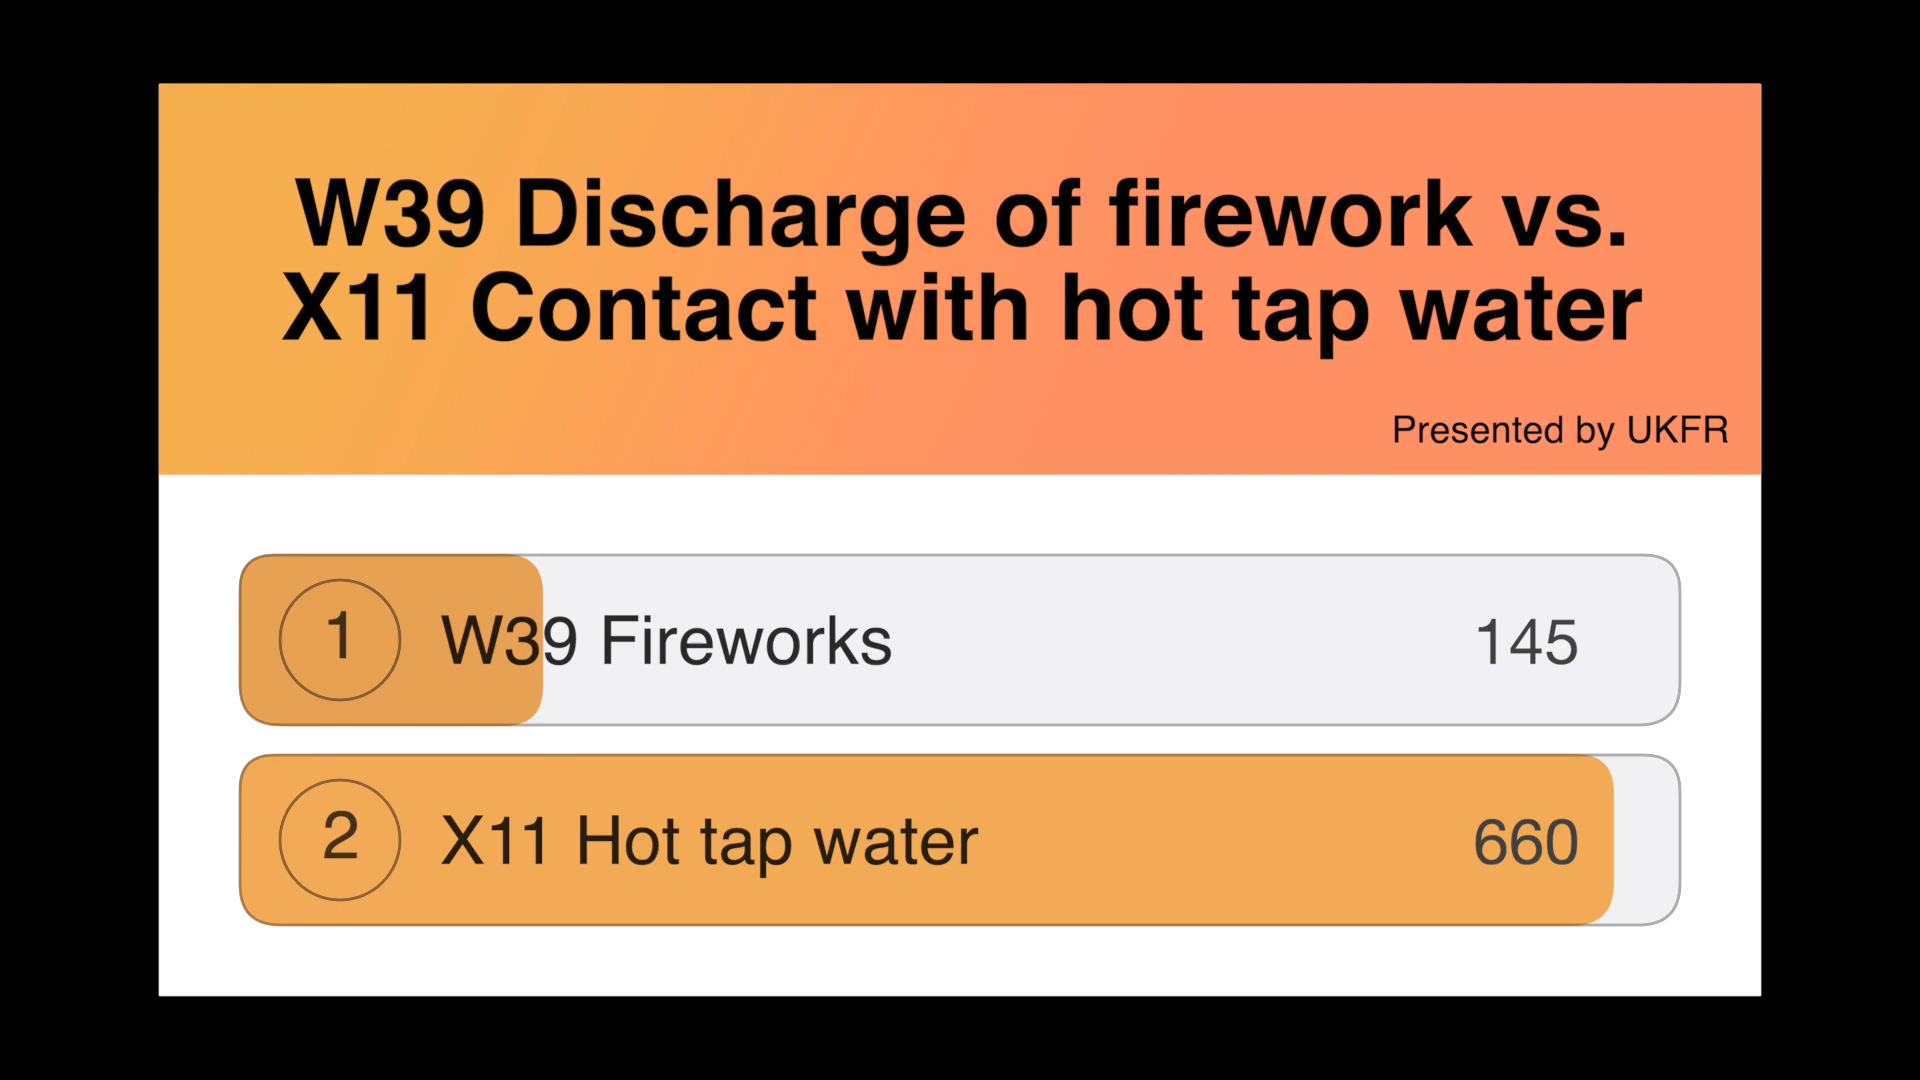 W39 Discharge of firework vs.
X11 Contact with hot tap water
Presented by UKFR
1 W39 Fireworks 145
2 X11 Hot tap water 660